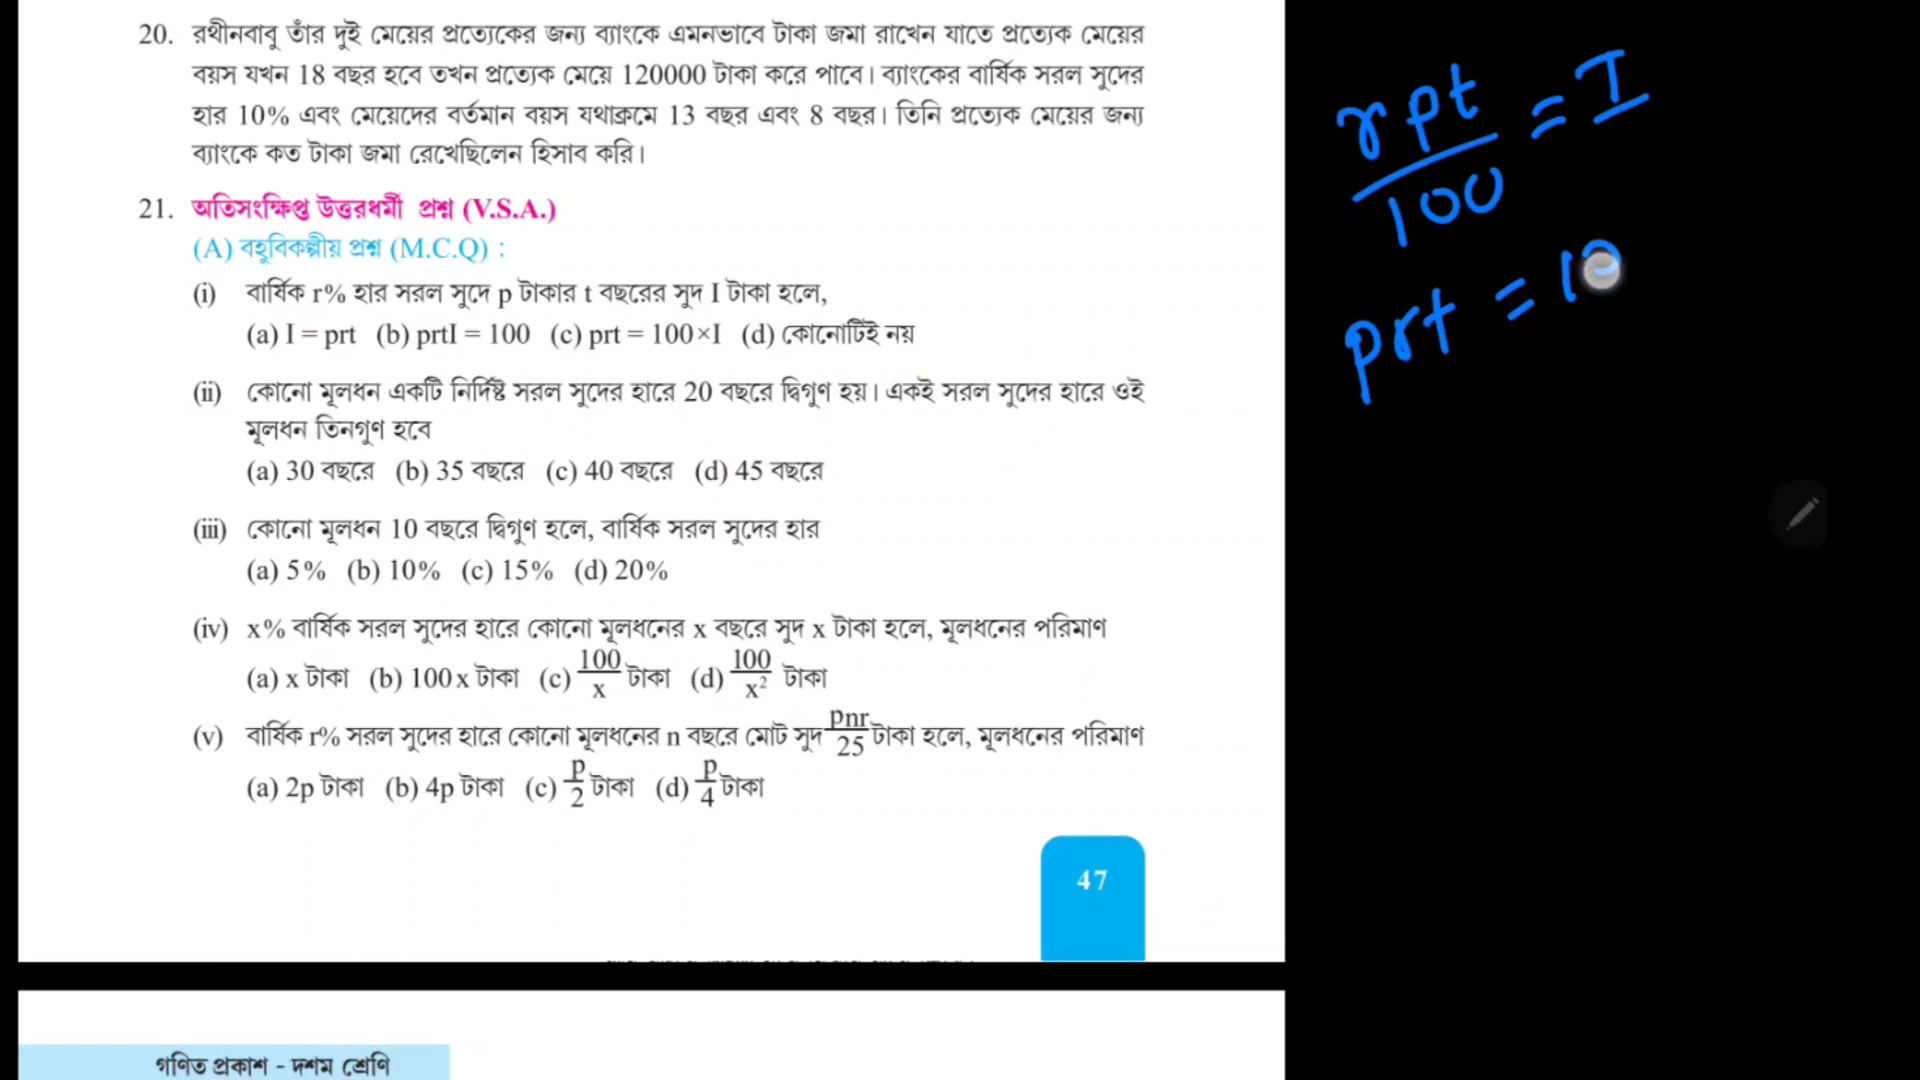 20. রথীনবাবু তাঁর দুই মেয়ের প্রত্যেকের জন্য ব্যাংকে এমনভাবে টাকা জমা রাখেন যাতে প্রত্যেক মেয়ের
বয়স যখন 18 বছর হবে তখন প্রত্যেক মেয়ে 120000 টাকা করে পাবে। ব্যাংকের বার্ষিক সরল সুদের
হার 10% এবং মেয়েদের বর্তমান বয়স যথাক্রমে 13 বছর এবং 8 বছর। তিনি প্রত্যেক মেয়ের জন্য
ব্যাংকে কত টাকা জমা রেখেছিলেন হিসাব করি।
21. অতিসংক্ষিপ্ত উত্তরধর্মী প্রশ্ন (V.S.A.)
(A) বহুবিকল্পীয় প্রশ্ন (M.C.Q) :
(i) বার্ষিক r% হার সরল সুদে p টাকার t বছরের সুদ I টাকা হলে,
(a) I = prt (b) prtI = 100 (c) prt = 100×I (d) কোনোটিই নয়
(ii) কোনো মূলধন একটি নির্দিষ্ট সরল সুদের হারে 20 বছরে দ্বিগুণ হয়। একই সরল সুদের হারে ওই
মূলধন তিনগুণ হবে
(a) 30 বছরে (b) 35 বছরে (c) 40 বছরে (d) 45 বছরে
(iii) কোনো মূলধন 10 বছরে দ্বিগুণ হলে, বার্ষিক সরল সুদের হার
(a) 5% (b) 10% (c) 15% (d) 20%
(iv) x% বার্ষিক সরল সুদের হারে কোনো মূলধনের x বছরে সুদ x টাকা হলে, মূলধনের পরিমাণ
(a) x টাকা (b) 100x টাকা (c) 100/x টাকা (d) 100/x² টাকা
(v) বার্ষিক r% সরল সুদের হারে কোনো মূলধনের n বছরে মোট সুদ pnr/25 টাকা হলে, মূলধনের পরিমাণ
(a) 2p টাকা (b) 4p টাকা (c) p/2 টাকা (d) p/4 টাকা
47
গণিত প্রকাশ - দশম শ্রেণি
rpt/100 = I
prt = 1